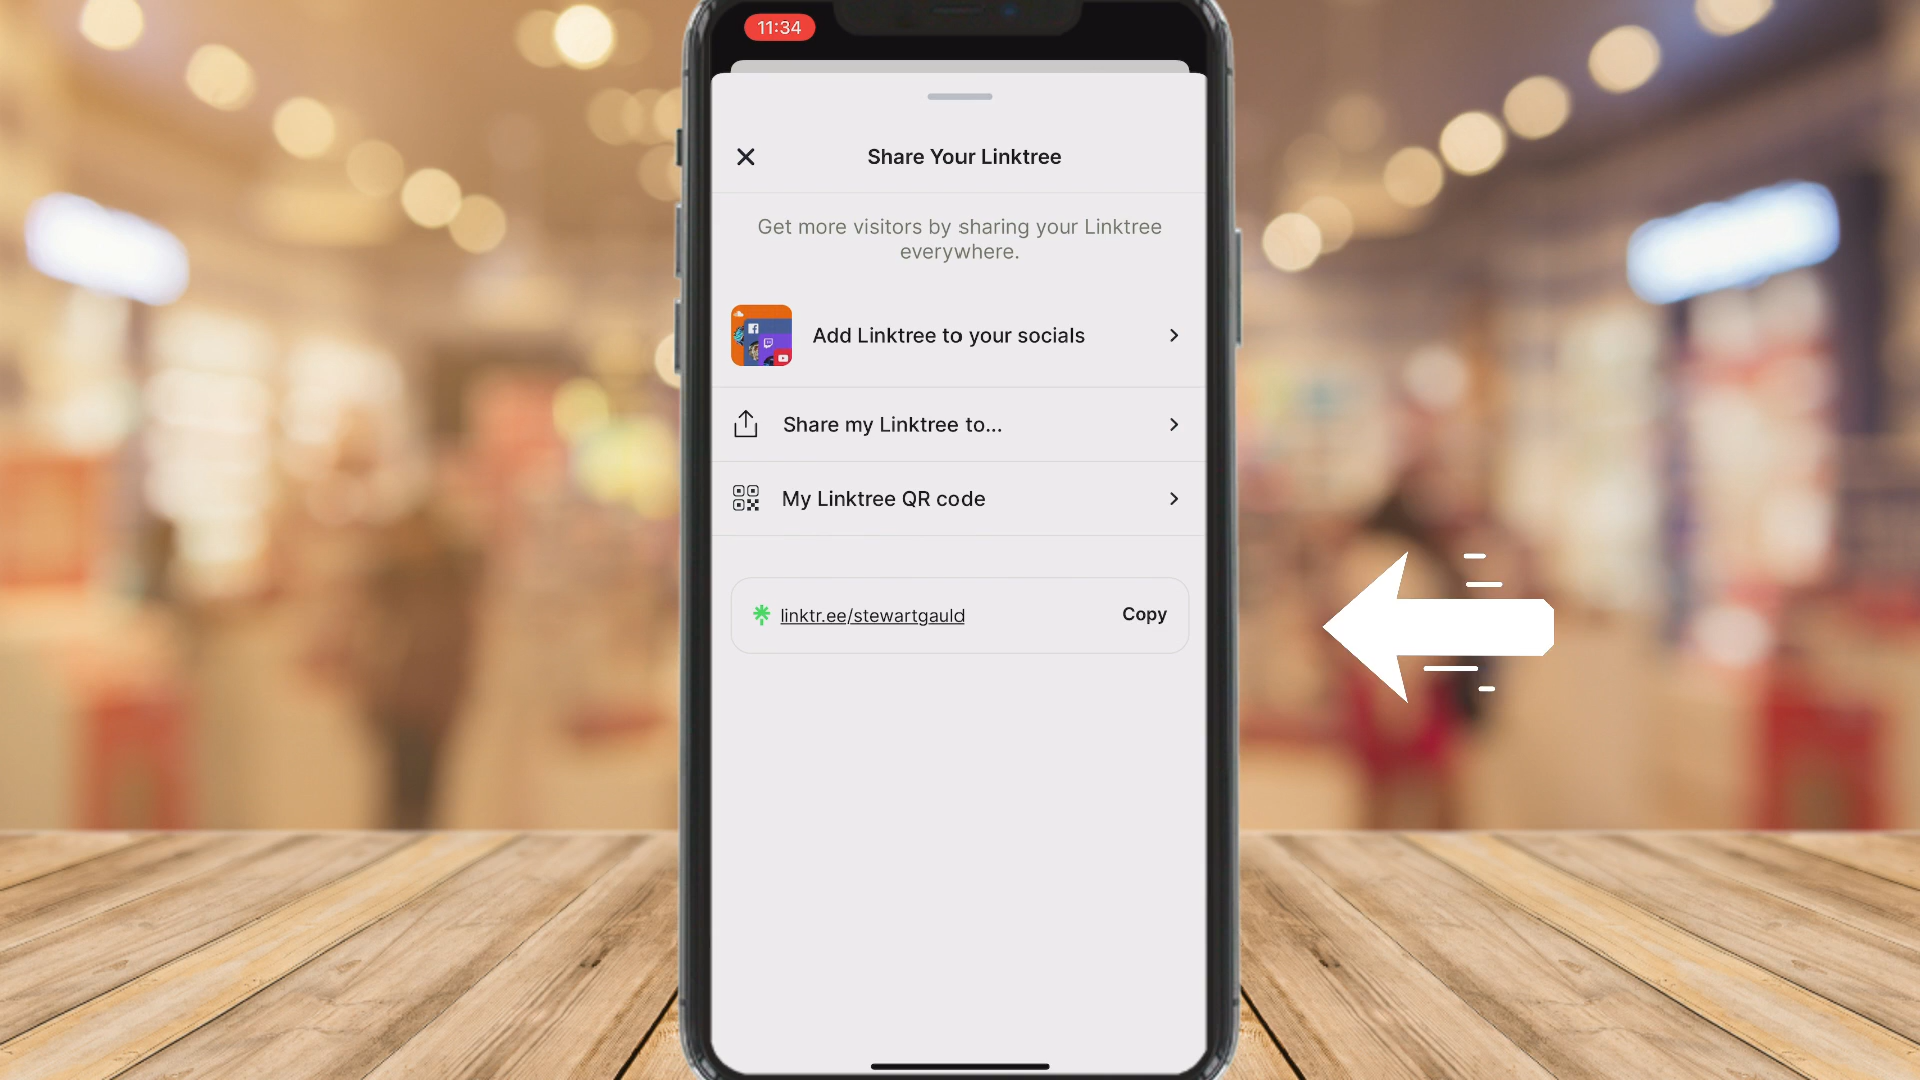 11:34
Share Your Linktree
Get more visitors by sharing your Linktree
everywhere.
Add Linktree to your socials
Share my Linktree to...
My Linktree QR code
linktr.ee/stewartgauld
Copy